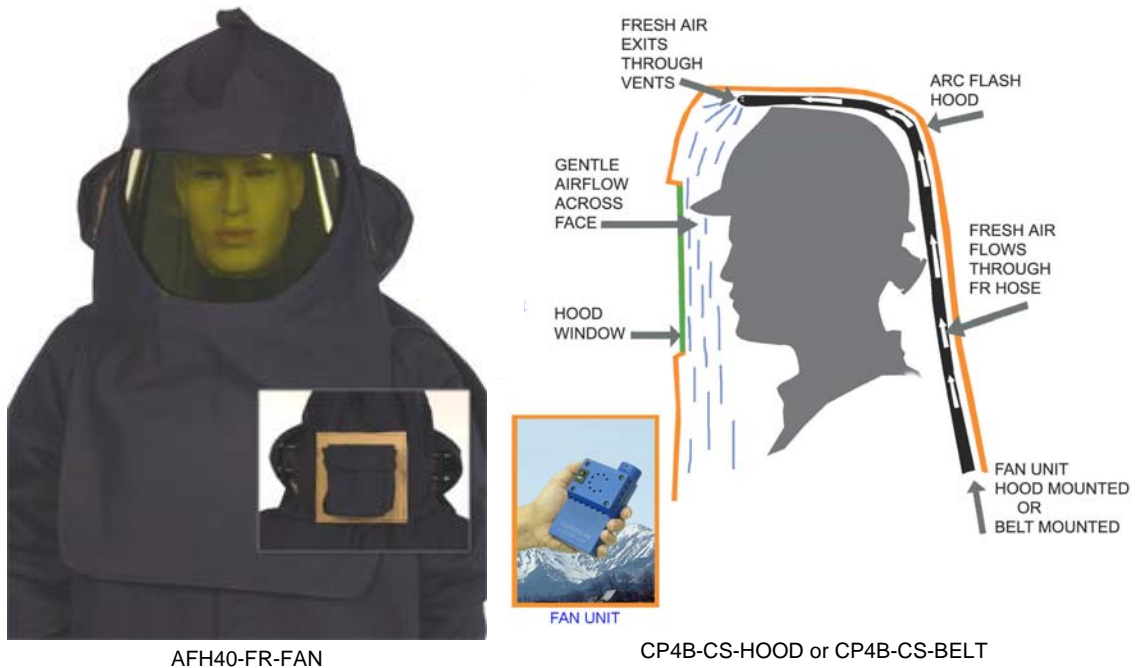 FRESH AIR
EXITS
THROUGH
VENTS
ARC FLASH
HOOD
GENTLE
AIRFLOW
ACROSS
FACE
FRESH AIR
FLOWS
THROUGH
FR HOSE
HOOD
WINDOW
FAN UNIT
HOOD MOUNTED
OR
BELT MOUNTED
FAN UNIT
AFH40-FR-FAN
CP4B-CS-HOOD or CP4B-CS-BELT